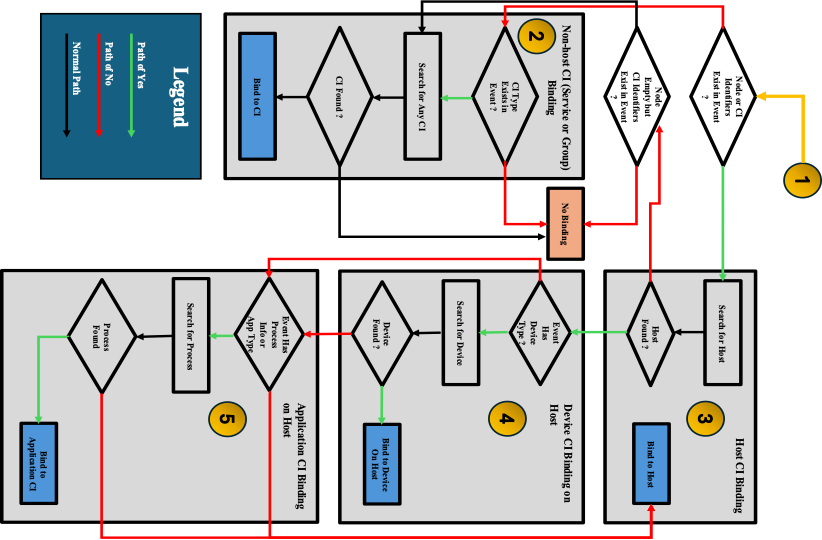 1
Node or CI
Identifiers
Exist in Event
?
Node
Empty but
CI Identifiers
Exist in Event
?
2
Non-host CI (Service or Group)
Binding
CI Type
Exists in
Event ?
Search for Any CI
CI Found ?
Bind to CI
No Binding
Legend
Path of Yes
Path of No
Normal Path
3
Host CI Binding
Search for Host
Host
Found ?
Bind to Host
4
Device CI Binding on
Host
Event
Has
Device
Type ?
Search for Device
Device
Found ?
Bind to Device
On Host
5
Application CI Binding
on Host
Event Has
Process
Info or
App Type
Search for Process
Process
Found
Bind to
Application CI